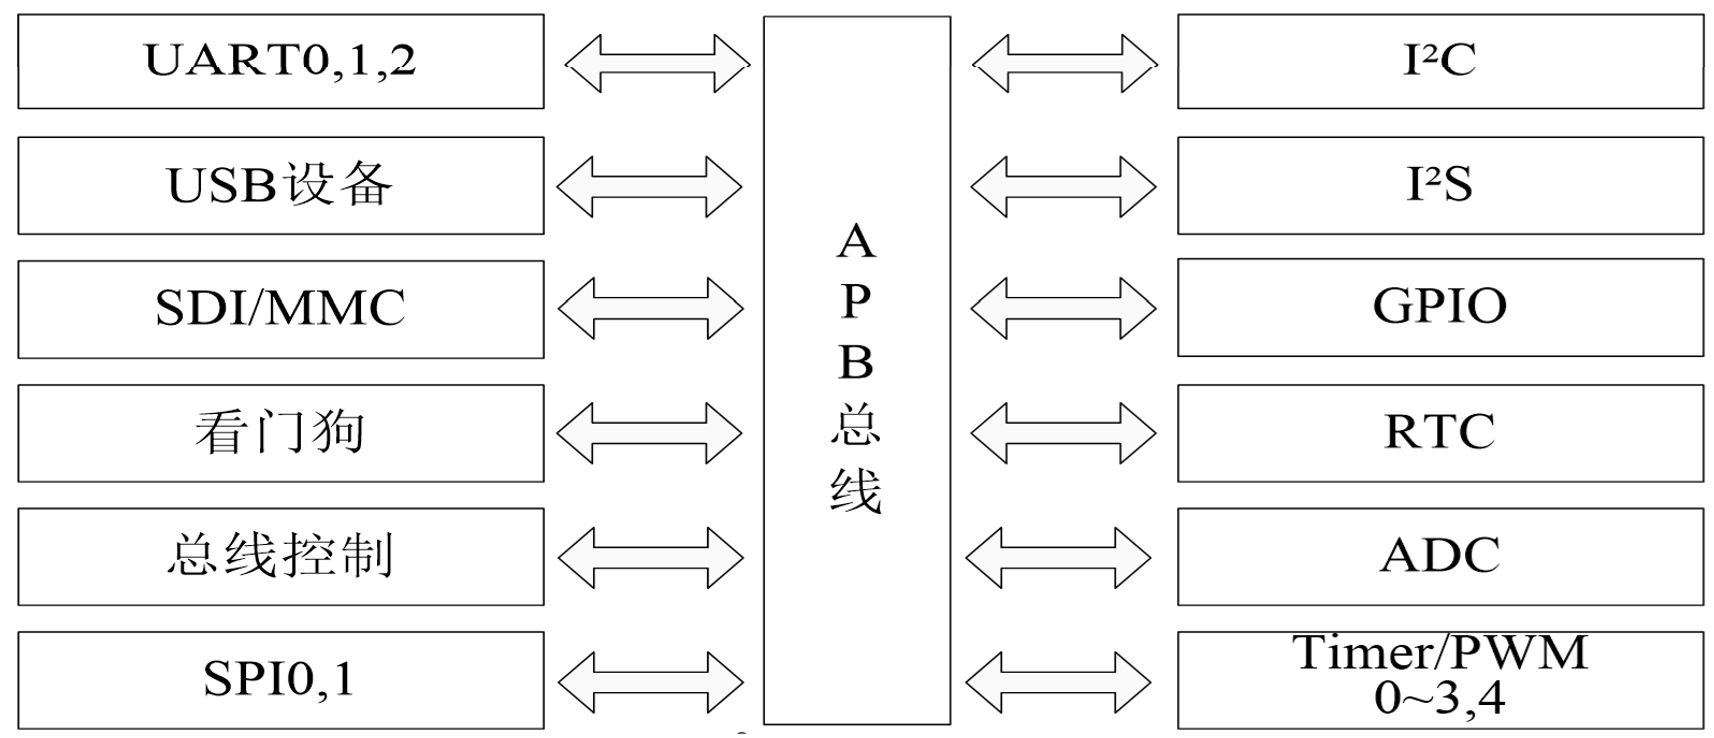 UART0,1,2
USB设备
SDI/MMC
看门狗
总线控制
SPI0,1
A
P
B
总
线
I²C
I²S
GPIO
RTC
ADC
Timer/PWM
0~3,4